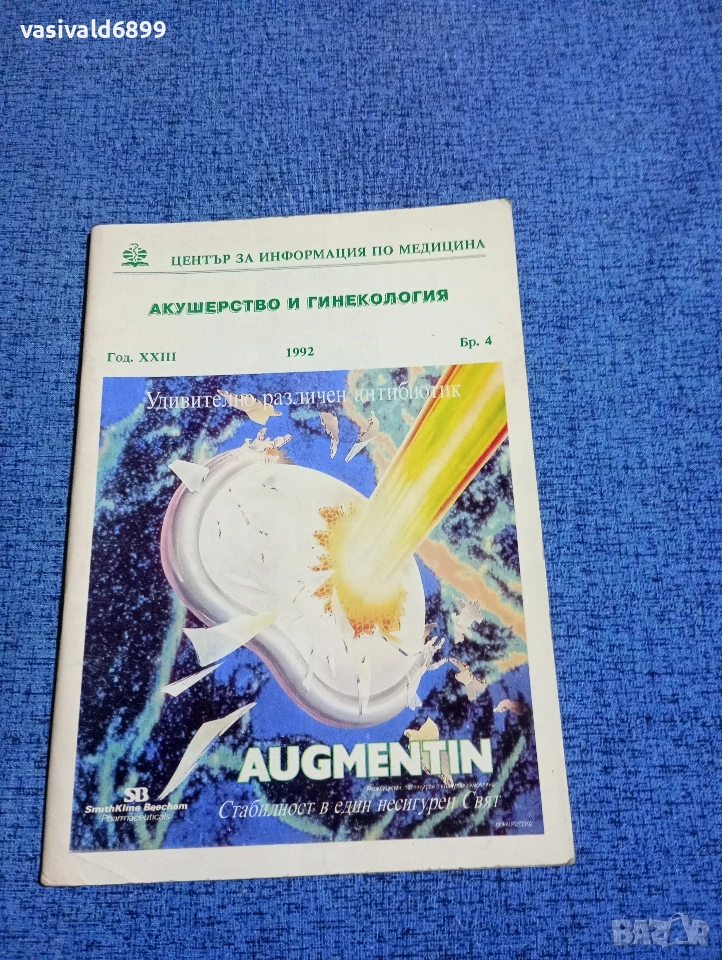 vasivald6899
ЦЕНТЪР ЗА ИНФОРМАЦИЯ ПО МЕДИЦИНА
АКУШЕРСТВО И ГИНЕКОЛОГИЯ
Год. XXIII 1992 Бр. 4
Удивително различен антибиотик
AUGMENTIN
SB
SmithKline Beecham
Pharmaceuticals
Стабилност в един несигурен Свят
BAZAR